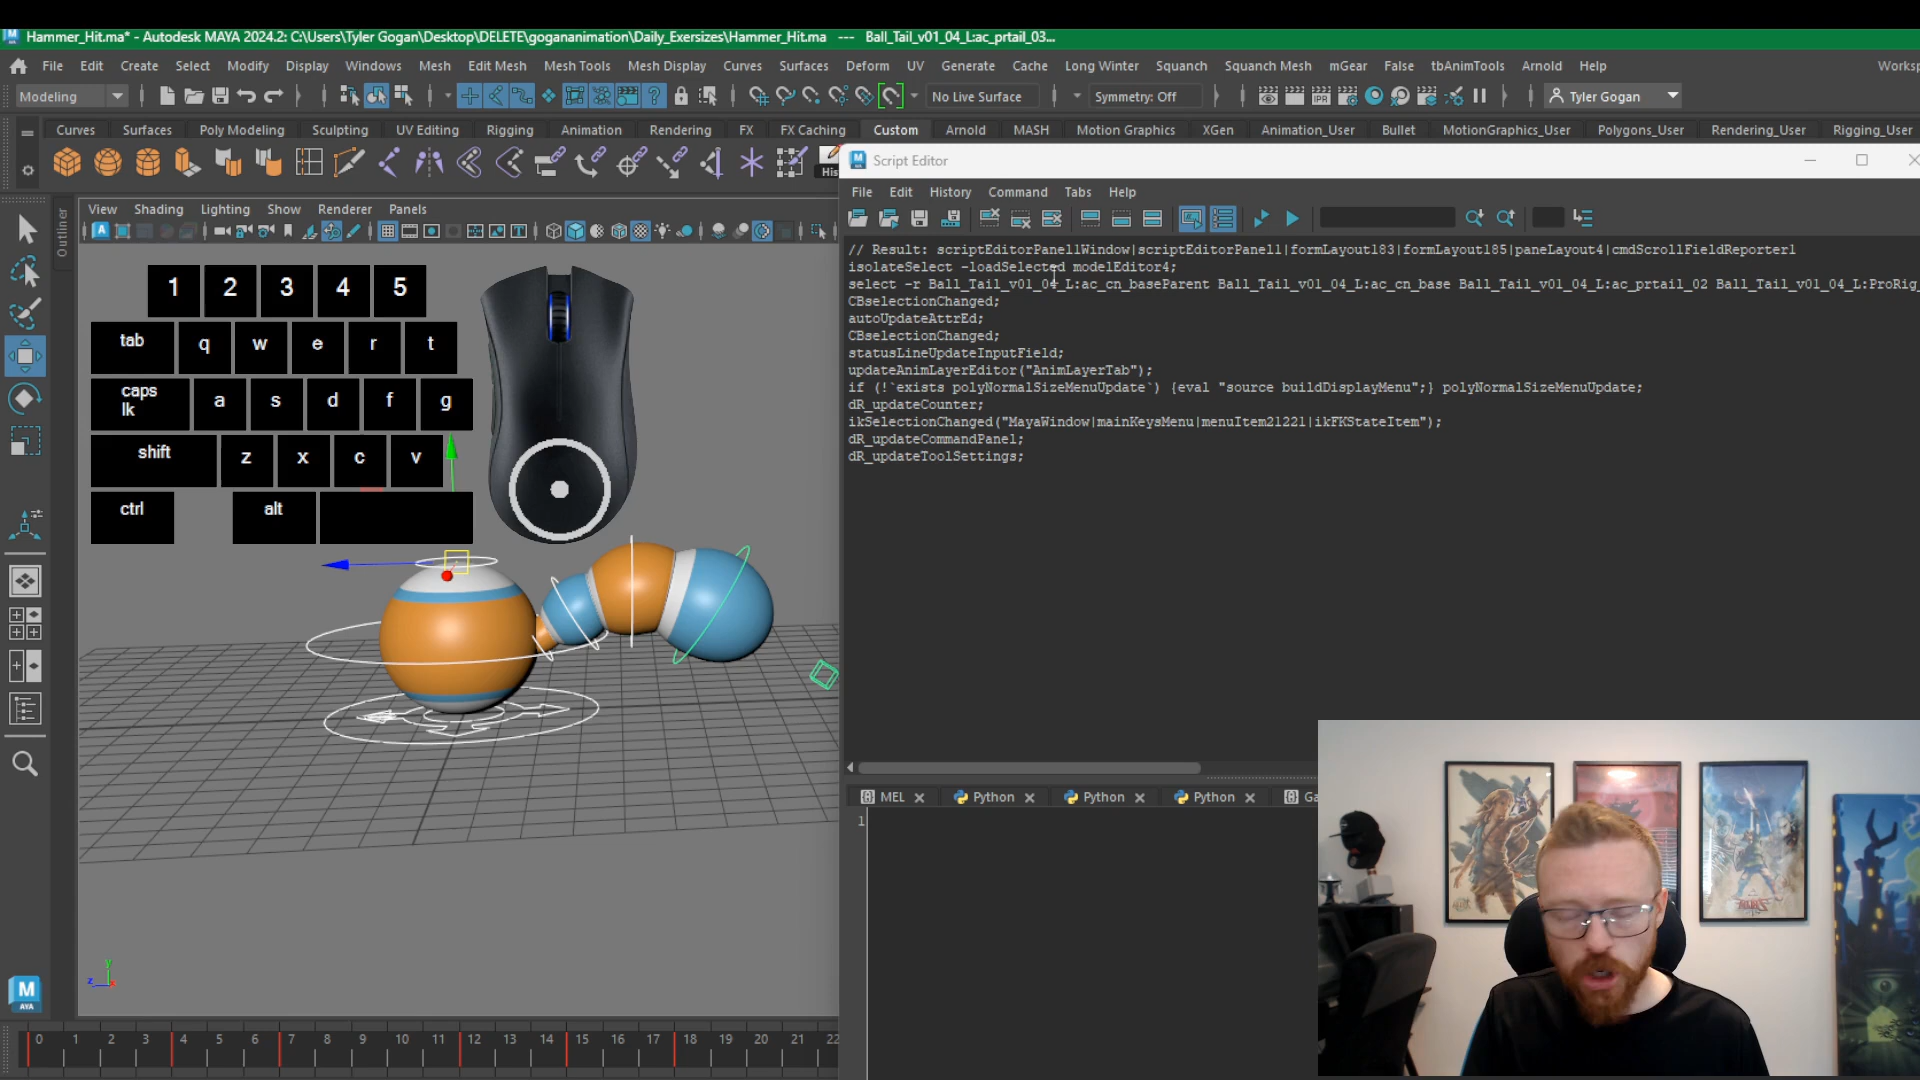 Hammer_Hit.ma* - Autodesk MAYA 2024.2: C:\Users\Tyler Gogan\Desktop\DELETE\gogananimation\Daily_Exersizes\Hammer_Hit.ma --- Ball_Tail_v01_04_L:ac_prtail_03...
File Edit Create Select Modify Display Windows Mesh Edit Mesh Mesh Tools Mesh Display Curves Surfaces Deform UV Generate Cache Long Winter Squanch Squanch Mesh mGear False tbAnimTools Arnold Help Worksp
Modeling No Live Surface Symmetry: Off IPR Tyler Gogan
Curves Surfaces Poly Modeling Sculpting UV Editing Rigging Animation Rendering FX FX Caching Custom Arnold MASH Motion Graphics XGen Animation_User Bullet MotionGraphics_User Polygons_User Rendering_User Rigging_User
His
Script Editor
File Edit History Command Tabs Help
View Shading Lighting Show Renderer Panels
Outliner
// Result: scriptEditorPanel1Window|scriptEditorPanel1|formLayout183|formLayout185|paneLayout4|cmdScrollFieldReporter1
isolateSelect -loadSelected modelEditor4;
select -r Ball_Tail_v01_04_L:ac_cn_baseParent Ball_Tail_v01_04_L:ac_cn_base Ball_Tail_v01_04_L:ac_prtail_02 Ball_Tail_v01_04_L:ProRig_
CBselectionChanged;
autoUpdateAttrEd;
CBselectionChanged;
statusLineUpdateInputField;
updateAnimLayerEditor("AnimLayerTab");
if (!`exists polyNormalSizeMenuUpdate`) {eval "source buildDisplayMenu";} polyNormalSizeMenuUpdate;
dR_updateCounter;
ikSelectionChanged("MayaWindow|mainKeysMenu|menuItem21221|ikFKStateItem");
dR_updateCommandPanel;
dR_updateToolSettings;
1 2 3 4 5
tab q w e r t
caps lk a s d f g
shift z x c v
ctrl alt
MEL Python Python Python Ga
1
y
z
M
AYA
0 1 2 3 4 5 6 7 8 9 10 11 12 13 14 15 16 17 18 19 20 21 22